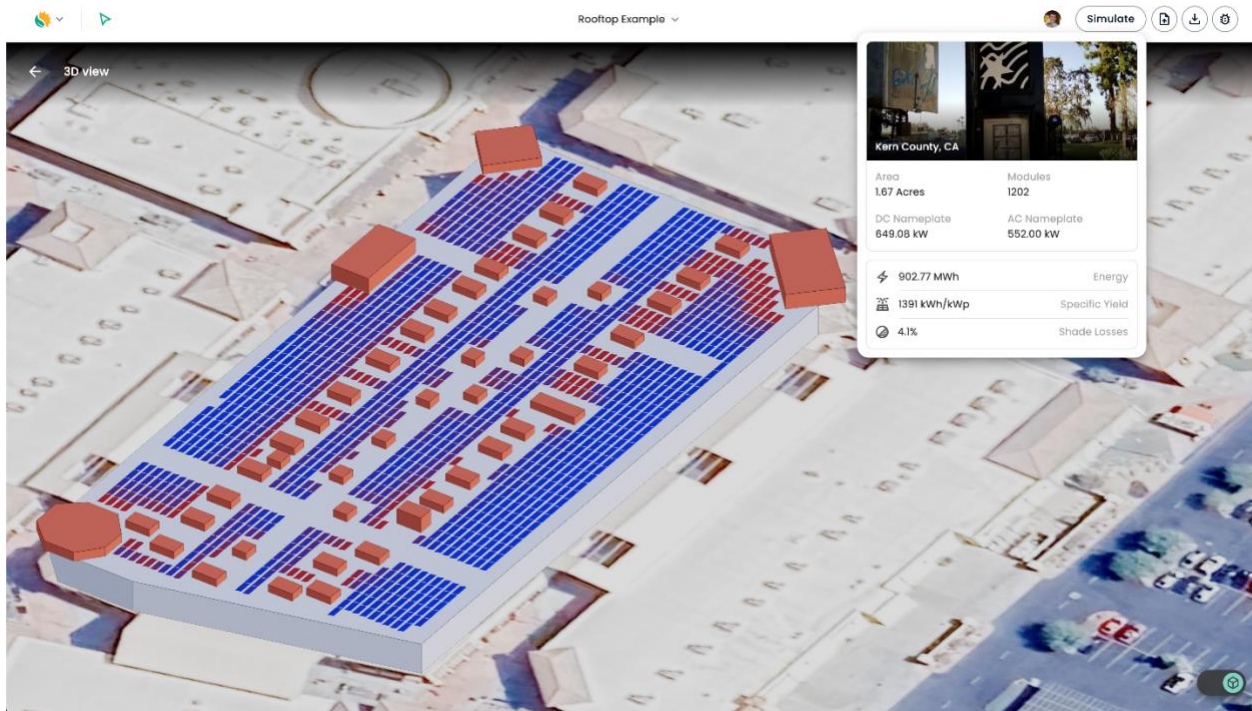 Rooftop Example
Simulate
3D view
Kern County, CA
Area
Modules
1.67 Acres
1202
DC Nameplate
AC Nameplate
649.08 kW
552.00 kW
902.77 MWh
Energy
1391 kWh/kWp
Specific Yield
4.1%
Shade Losses